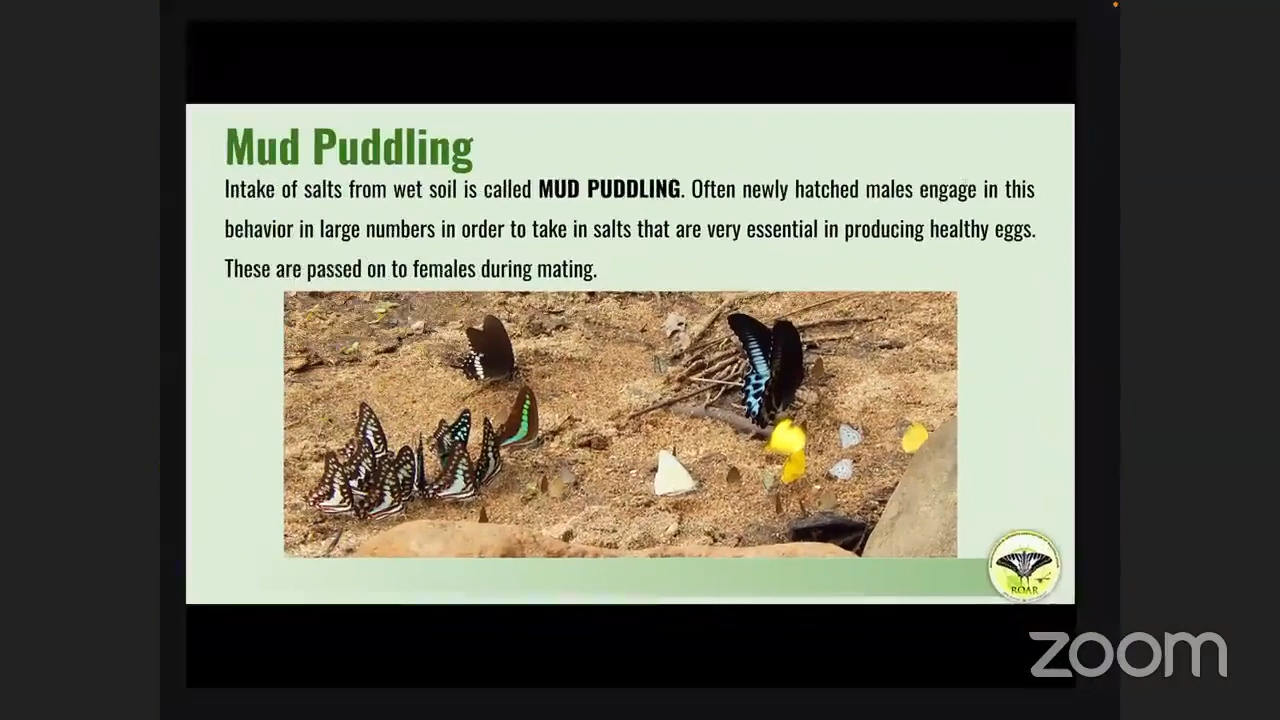 Mud Puddling
Intake of salts from wet soil is called MUD PUDDLING. Often newly hatched males engage in this
behavior in large numbers in order to take in salts that are very essential in producing healthy eggs.
These are passed on to females during mating.
ROAR
zoom